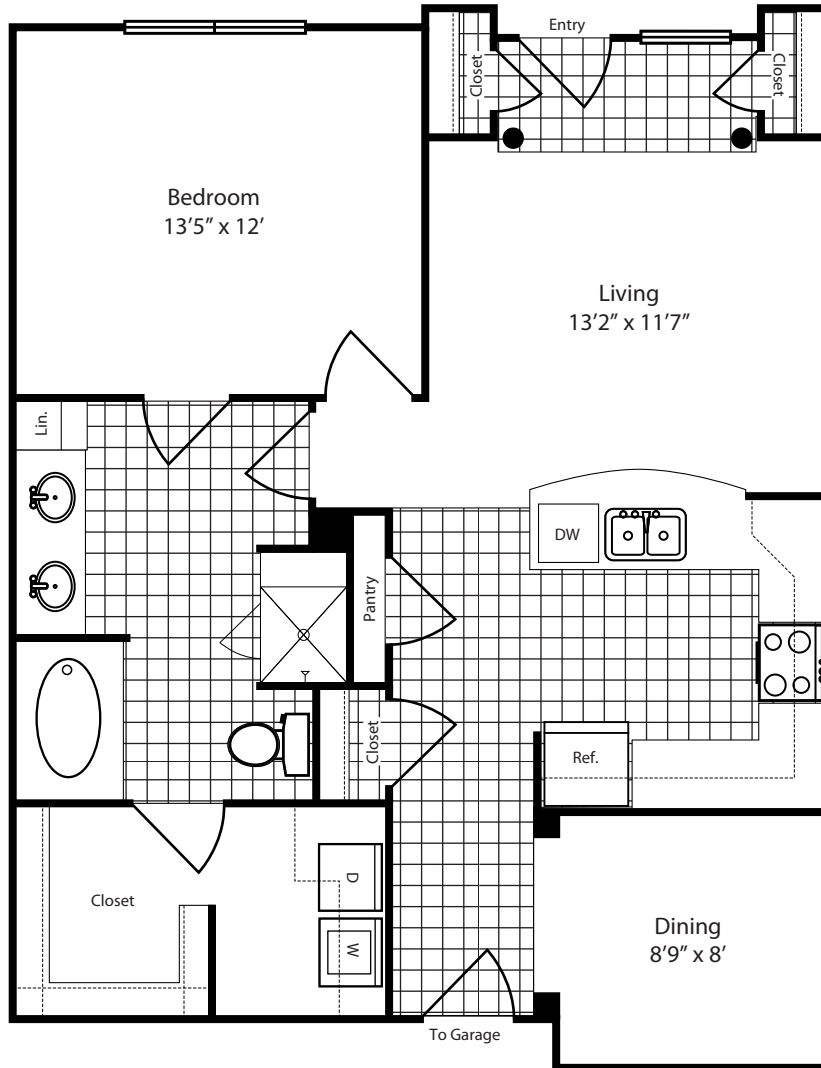 Entry
Closet
Closet
Bedroom
13’5” x 12’
Living
13’2” x 11’7”
Lin.
DW
Pantry
Closet
Ref.
D
Closet
W
Dining
8’9” x 8’
To Garage